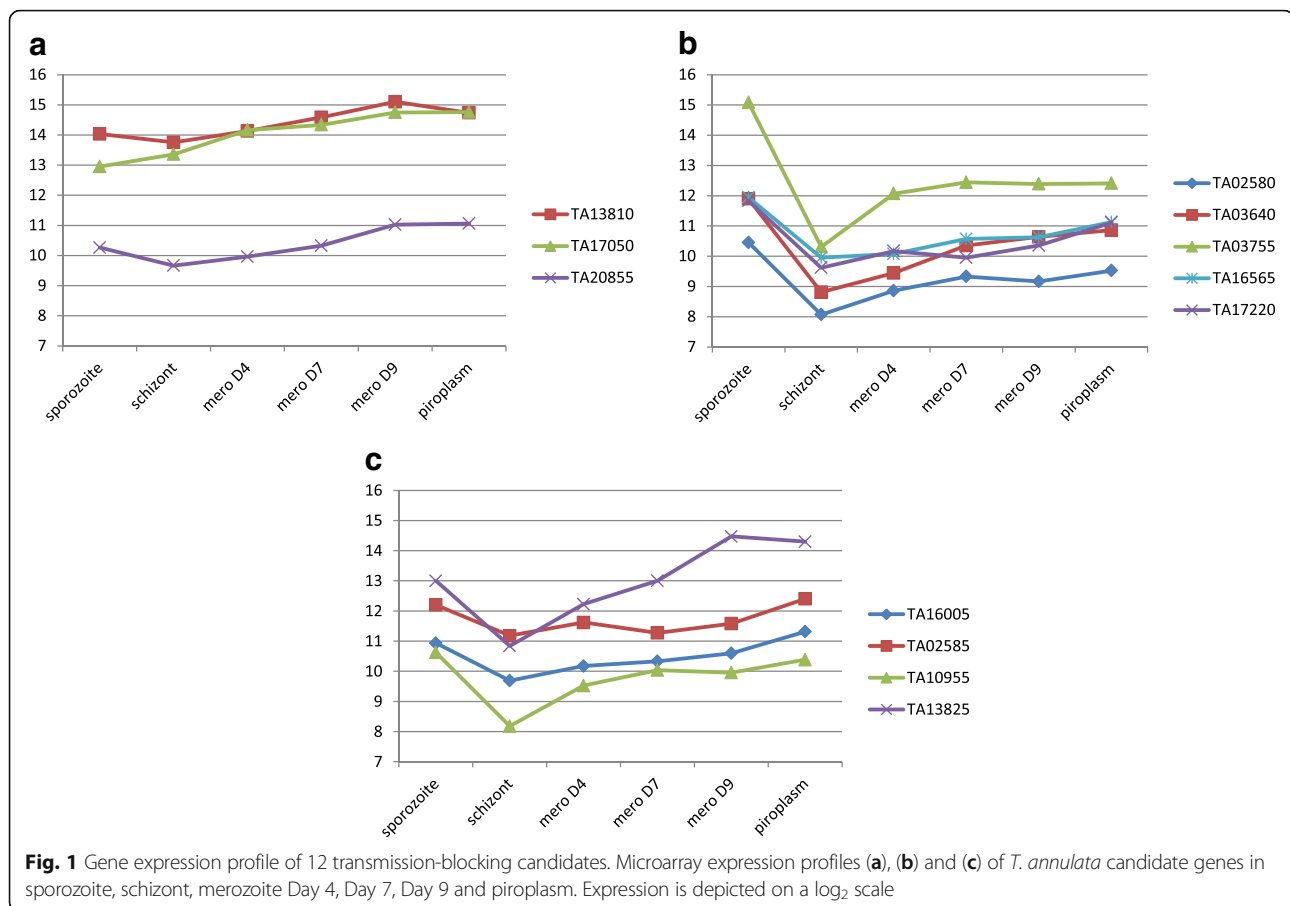 a
16
15
14
13
12
11
10
9
8
7
sporozoite
schizont
mero D4
mero D7
mero D9
piroplasm
TA13810
TA17050
TA20855
b
16
15
14
13
12
11
10
9
8
7
sporozoite
schizont
mero D4
mero D7
mero D9
piroplasm
TA02580
TA03640
TA03755
TA16565
TA17220
c
16
15
14
13
12
11
10
9
8
7
sporozoite
schizont
mero D4
mero D7
mero D9
piroplasm
TA16005
TA02585
TA10955
TA13825
Fig. 1 Gene expression profile of 12 transmission-blocking candidates. Microarray expression profiles (a), (b) and (c) of T. annulata candidate genes in
sporozoite, schizont, merozoite Day 4, Day 7, Day 9 and piroplasm. Expression is depicted on a log₂ scale